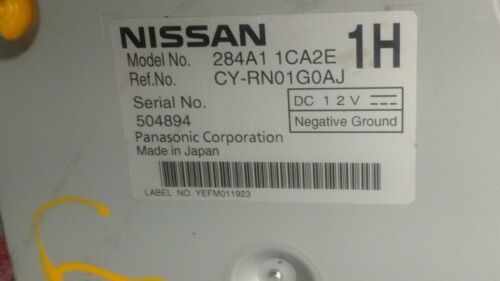 NISSAN 1H
Model No. 284A1 1CA2E
Ref.No. CY-RN01G0AJ
Serial No.
504894
DC 12V
Negative Ground
Panasonic Corporation
Made in Japan
LABEL NO. YEFM011923